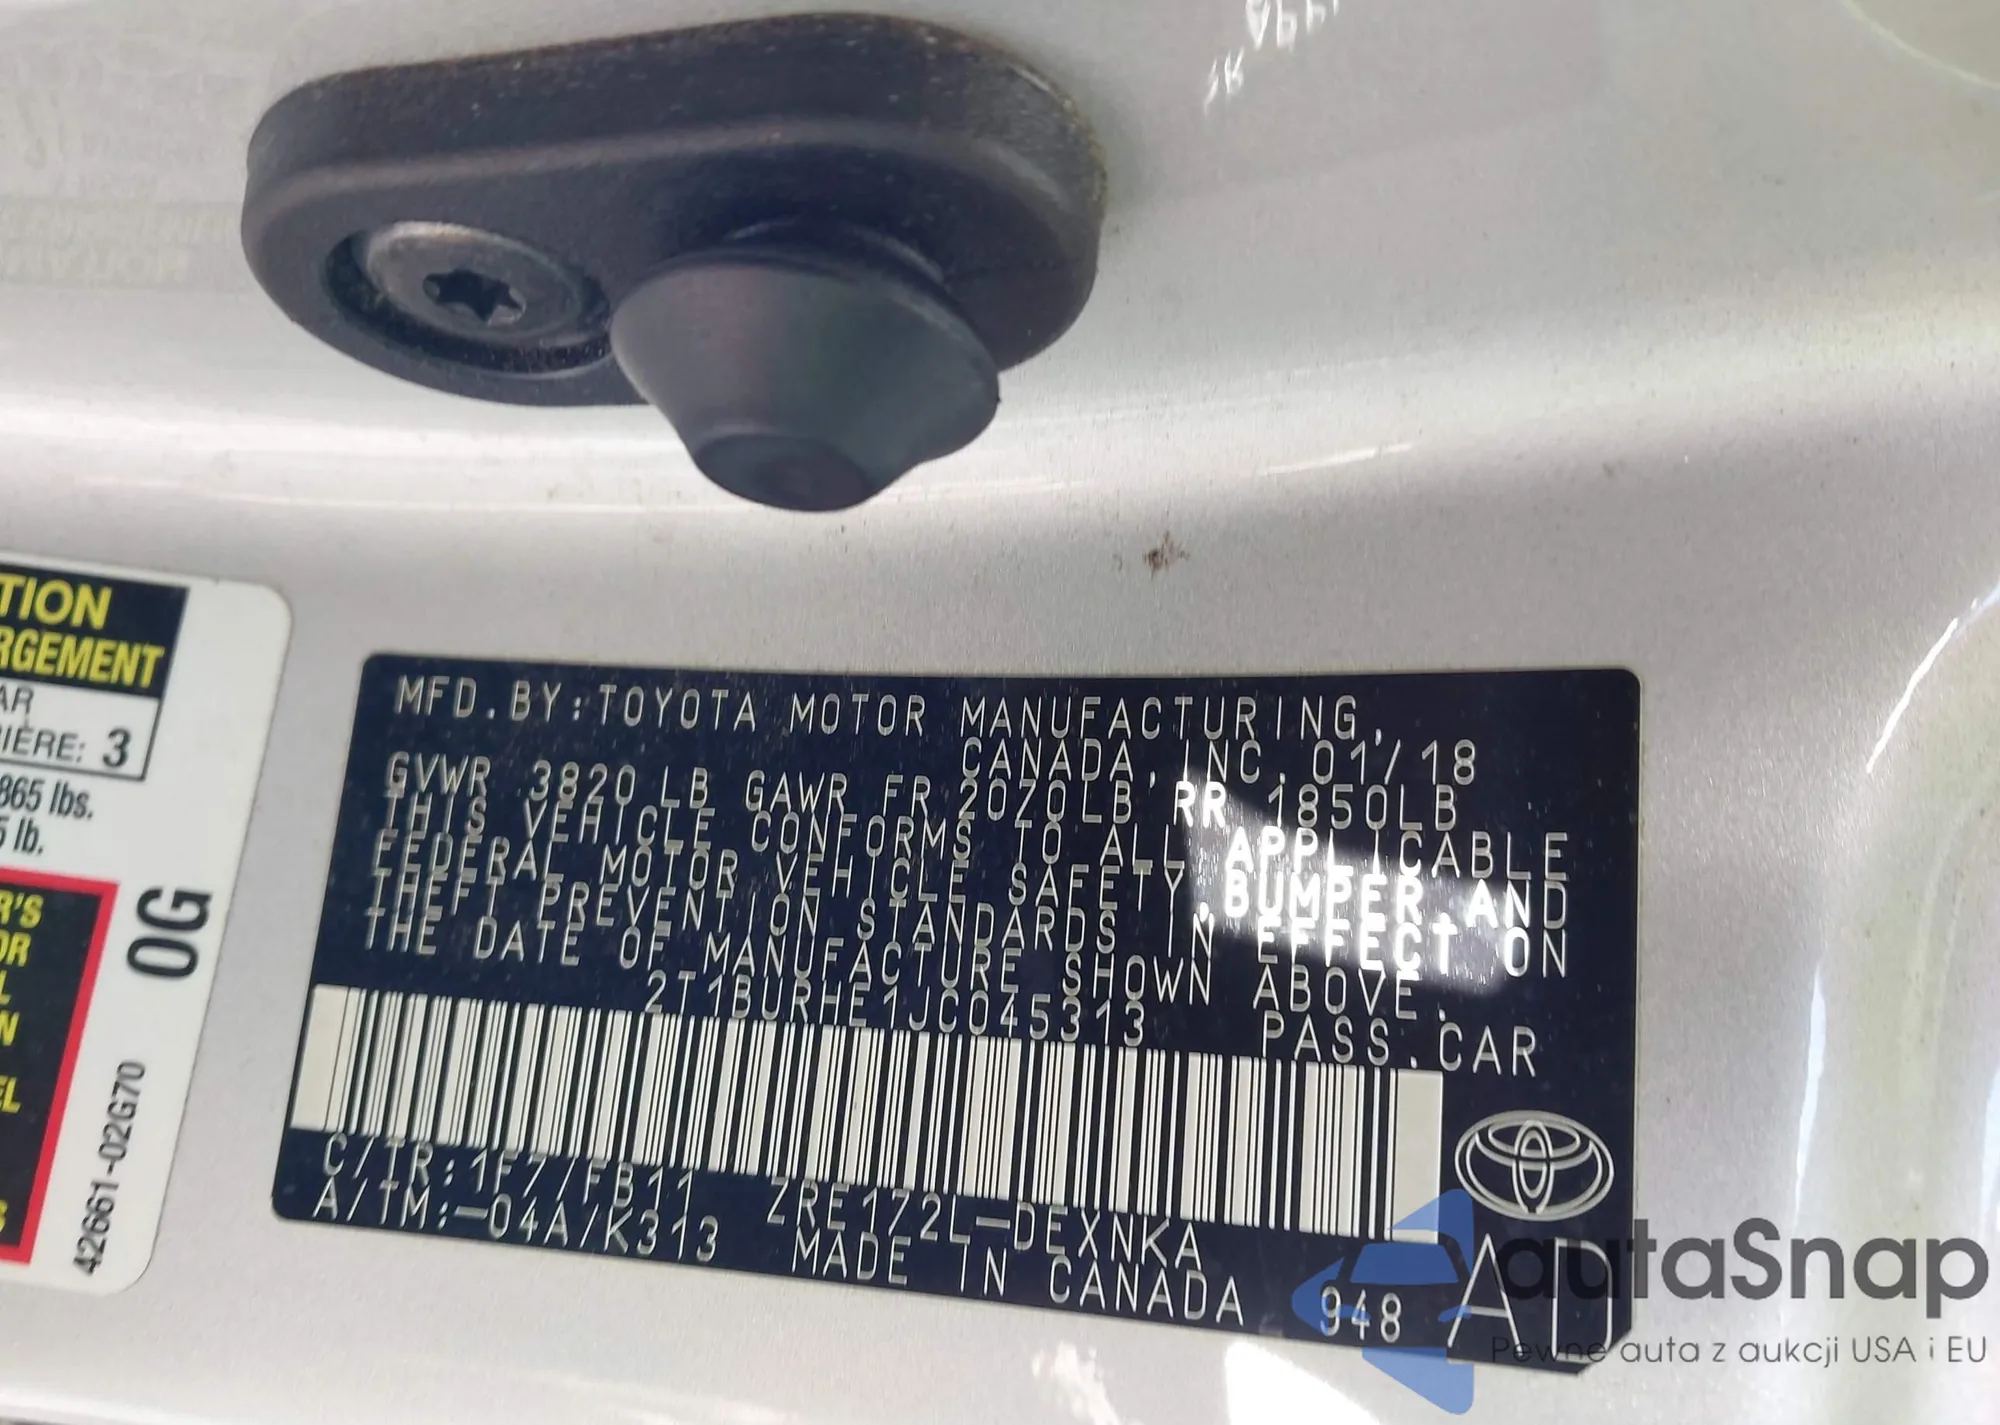 TION
RGEMENT
AR
IÈRE: 3
865 lbs.
5 lb.
R'S
OR
L
N
EL
S
0G
42661-02G70
MFD.BY:TOYOTA MOTOR MANUFACTURING,
CANADA,INC.01/18
GVWR 3820 LB GAWR FR 2070LB RR 1850LB
THIS VEHICLE CONFORMS TO ALL APPLICABLE
FEDERAL MOTOR VEHICLE SAFETY,BUMPER,AND
THEFT PREVENTION STANDARDS IN EFFECT ON
THE DATE OF MANUFACTURE SHOWN ABOVE.
2T1BURHE1JC045313 PASS.CAR
C/TR:1F7/FB11 ZRE172L-DEXNKA
A/TM:-04A/K313 MADE IN CANADA 948 AD
autaSnap
Pewne auta z aukcji USA i EU